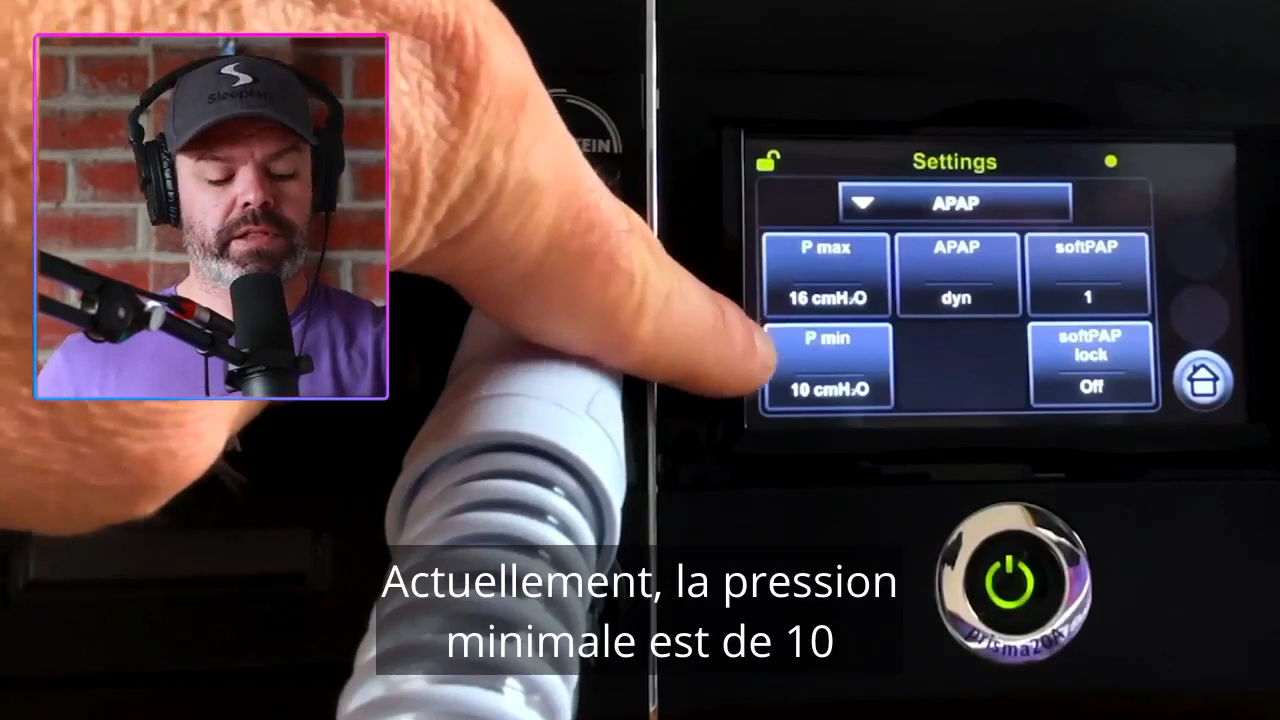 Settings
APAP
P max
APAP
softPAP
16 cmH₂O
dyn
1
P min
softPAP
lock
10 cmH₂O
Off
prisma20A
Actuellement, la pression
minimale est de 10